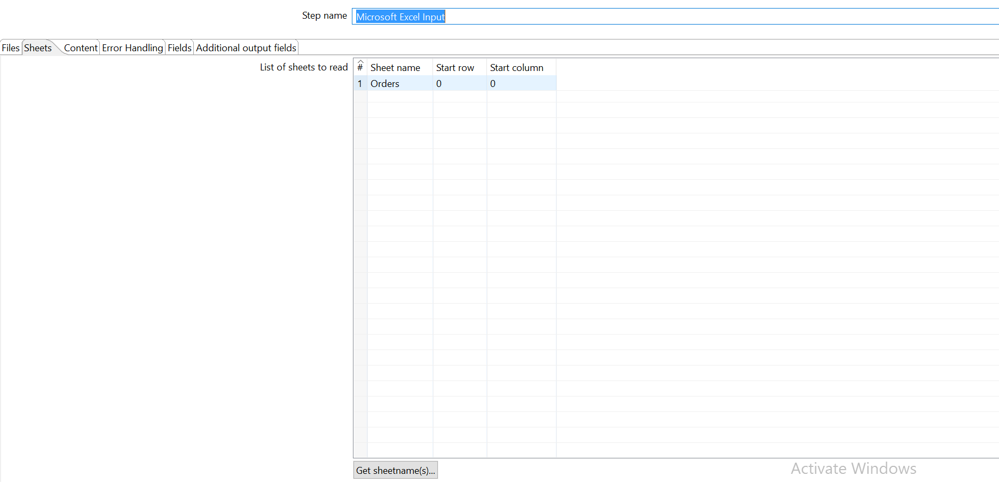 Step name Microsoft Excel Input
Files Sheets Content Error Handling Fields Additional output fields
List of sheets to read
# Sheet name Start row Start column
1 Orders 0 0
Get sheetname(s)...
Activate Windows